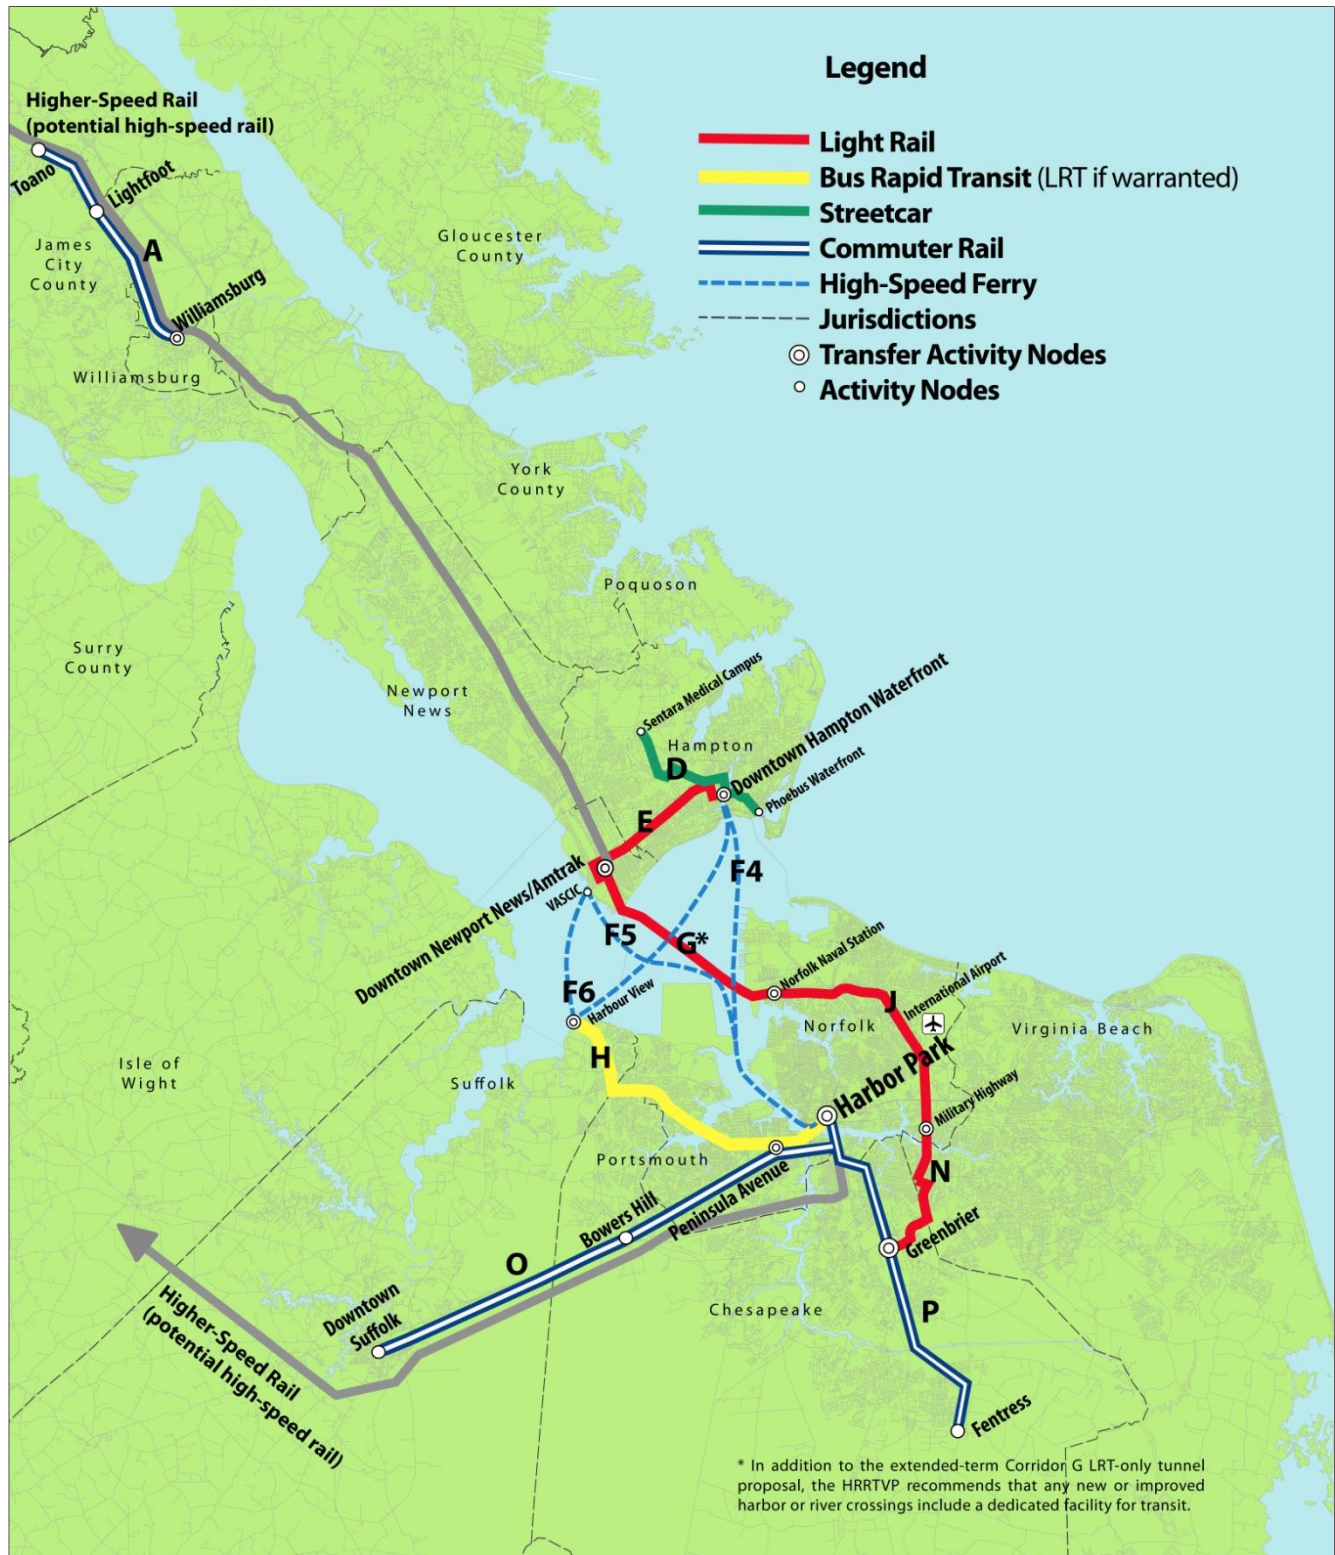 Legend
Light Rail
Bus Rapid Transit (LRT if warranted)
Streetcar
Commuter Rail
High-Speed Ferry
Jurisdictions
Transfer Activity Nodes
Activity Nodes
Higher-Speed Rail
(potential high-speed rail)
Toano
Lightfoot
James
City
County
A
Williamsburg
Williamsburg
Gloucester
County
York
County
Poquoson
Surry
County
Newport
News
Sentara Medical Campus
Hampton
Downtown Hampton Waterfront
D
Phoebus Waterfront
E
Downtown Newport News/Amtrak
VASCIC
F4
F5
G*
F6
Harbour View
Norfolk Naval Station
J
International Airport
Norfolk
Virginia Beach
Isle of
Wight
Suffolk
H
Harbor Park
Military Highway
Portsmouth
Peninsula Avenue
N
Bowers Hill
Greenbrier
O
Downtown
Suffolk
Chesapeake
P
Higher-Speed Rail
(potential high-speed rail)
Fentress
* In addition to the extended-term Corridor G LRT-only tunnel
proposal, the HRRTVP recommends that any new or improved
harbor or river crossings include a dedicated facility for transit.